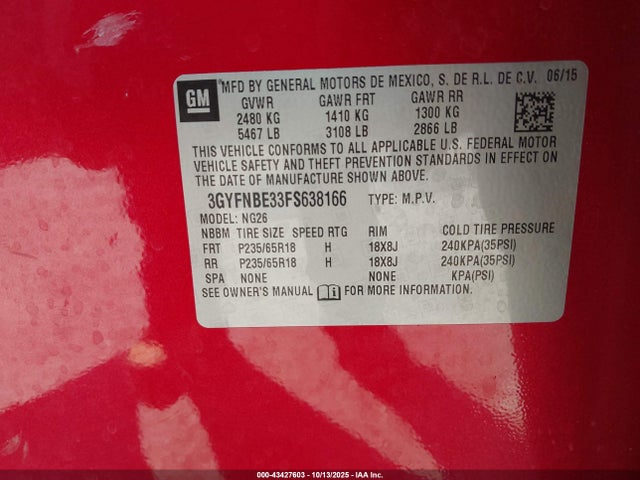 GM
MFD BY GENERAL MOTORS DE MEXICO, S. DE R.L. DE C.V. 06/15
GVWR GAWR FRT GAWR RR
2480 KG 1410 KG 1300 KG
5467 LB 3108 LB 2866 LB
THIS VEHICLE CONFORMS TO ALL APPLICABLE U.S. FEDERAL MOTOR
VEHICLE SAFETY AND THEFT PREVENTION STANDARDS IN EFFECT ON
THE DATE OF MANUFACTURE SHOWN ABOVE.
3GYFNBE33FS638166 TYPE: M.P.V.
MODEL: NG26
NBBM TIRE SIZE SPEED RTG RIM COLD TIRE PRESSURE
FRT P235/65R18 H 18X8J 240KPA(35PSI)
RR P235/65R18 H 18X8J 240KPA(35PSI)
SPA NONE NONE KPA(PSI)
SEE OWNER'S MANUAL FOR MORE INFORMATION.
000-43427603 - 10/13/2025 - IAA Inc.